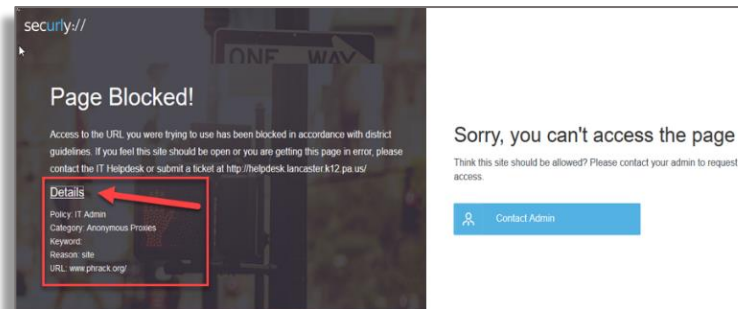 securly://
ONE WAY
Page Blocked!
Access to the URL you were trying to use has been blocked in accordance with district
guidelines. If you feel this site should be open or you are getting this page in error, please
contact the IT Helpdesk or submit a ticket at http://helpdesk.lancaster.k12.pa.us/
Details
Policy: IT Admin
Category: Anonymous Proxies
Keyword:
Reason: site
URL: www.phrack.org/
Sorry, you can't access the page
Think this site should be allowed? Please contact your admin to request
access.
Contact Admin